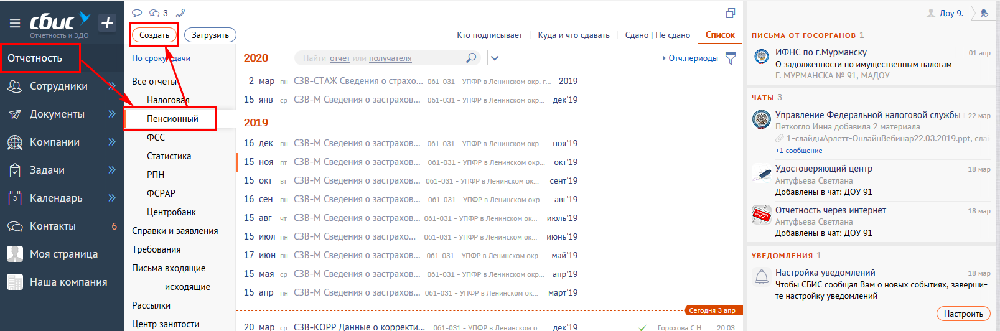 сбис
Отчетность и ЭДО
Отчетность
Сотрудники
Документы
Компании
Задачи
3
Календарь
Контакты 6
Моя страница
Наша компания
3
Создать
Загрузить
Кто подписывает
Куда и что сдавать
Сдано | Не сдано
Список
По сроку сдачи
Все отчеты
Налоговая
Пенсионный
ФСС
Статистика
РПН
ФСРАР
Центробанк
Справки и заявления
Требования
Письма входящие
исходящие
Рассылки
Центр занятости
2020
Найти отчет или получателя
Отч.периоды
2 мар пн СЗВ-СТАЖ Сведения о страхо... 061-031 - УПФР в Ленинском окр. г... 2019
15 янв ср СЗВ-М Сведения о застрахов... 061-031 - УПФР в Ленинском окр... дек'19
2019
16 дек пн СЗВ-М Сведения о застрахов... 061-031 - УПФР в Ленинском окр... ноя'19
15 ноя пт СЗВ-М Сведения о застрахов... 061-031 - УПФР в Ленинском окр... окт'19
15 окт вт СЗВ-М Сведения о застрахов... 061-031 - УПФР в Ленинском ок... сент'19
16 сен пн СЗВ-М Сведения о застрахов... 061-031 - УПФР в Ленинском окр... авг'19
15 авг чт СЗВ-М Сведения о застрахо... 061-031 - УПФР в Ленинском ок... июль'19
15 июл пн СЗВ-М Сведения о застрахо... 061-031 - УПФР в Ленинском ок... июнь'19
17 июн пн СЗВ-М Сведения о застрахов... 061-031 - УПФР в Ленинском окр... май'19
15 мая ср СЗВ-М Сведения о застрахов... 061-031 - УПФР в Ленинском окр... апр'19
15 апр пн СЗВ-М Сведения о застрахов... 061-031 - УПФР в Ленинском ок... март'19
Сегодня 3 апр
20 мар ср СЗВ-КОРР Данные о корректи... 061-031 - УПФР в Ленинском ок... дек'19 Горохова С.Н. 20.03
Доу 9.
ПИСЬМА ОТ ГОСОРГАНОВ 1
ИФНС по г.Мурманску 01 апр
О задолженности по имущественным налогам
Г. МУРМАНСКА № 91, МАДОУ
ЧАТЫ 3
Управление Федеральной налоговой службы 22 мар
Петкогло Инна добавила 2 материала
1-слайдыАрлетт-ОнлайнВебинар22.03.2019.ppt, слай
+1 сообщение
Удостоверяющий центр 18 мар
Антуфьева Светлана
Добавлены в чат: ДОУ 91
Отчетность через интернет 18 мар
Антуфьева Светлана
Добавлены в чат: ДОУ 91
УВЕДОМЛЕНИЯ 1
Настройка уведомлений 18 мар
Чтобы СБИС сообщал Вам о новых событиях, заверши-
те настройку уведомлений
Настроить